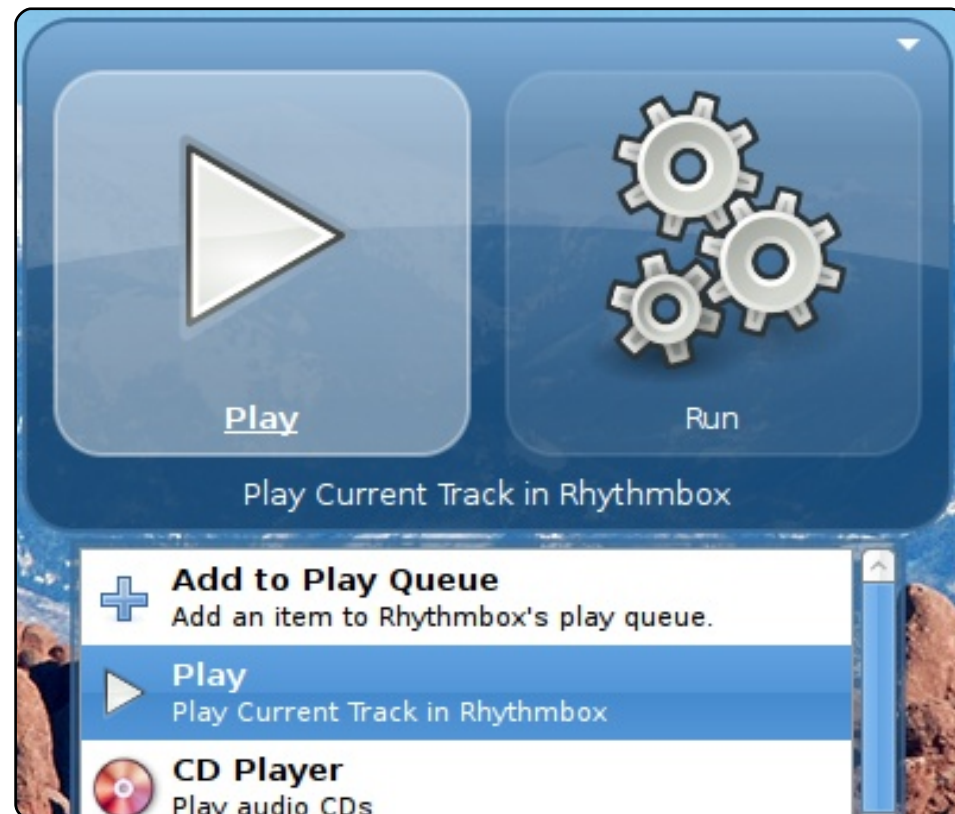 Play
Run
Play Current Track in Rhythmbox
Add to Play Queue
Add an item to Rhythmbox's play queue.
Play
Play Current Track in Rhythmbox
CD Player
Play audio CDs